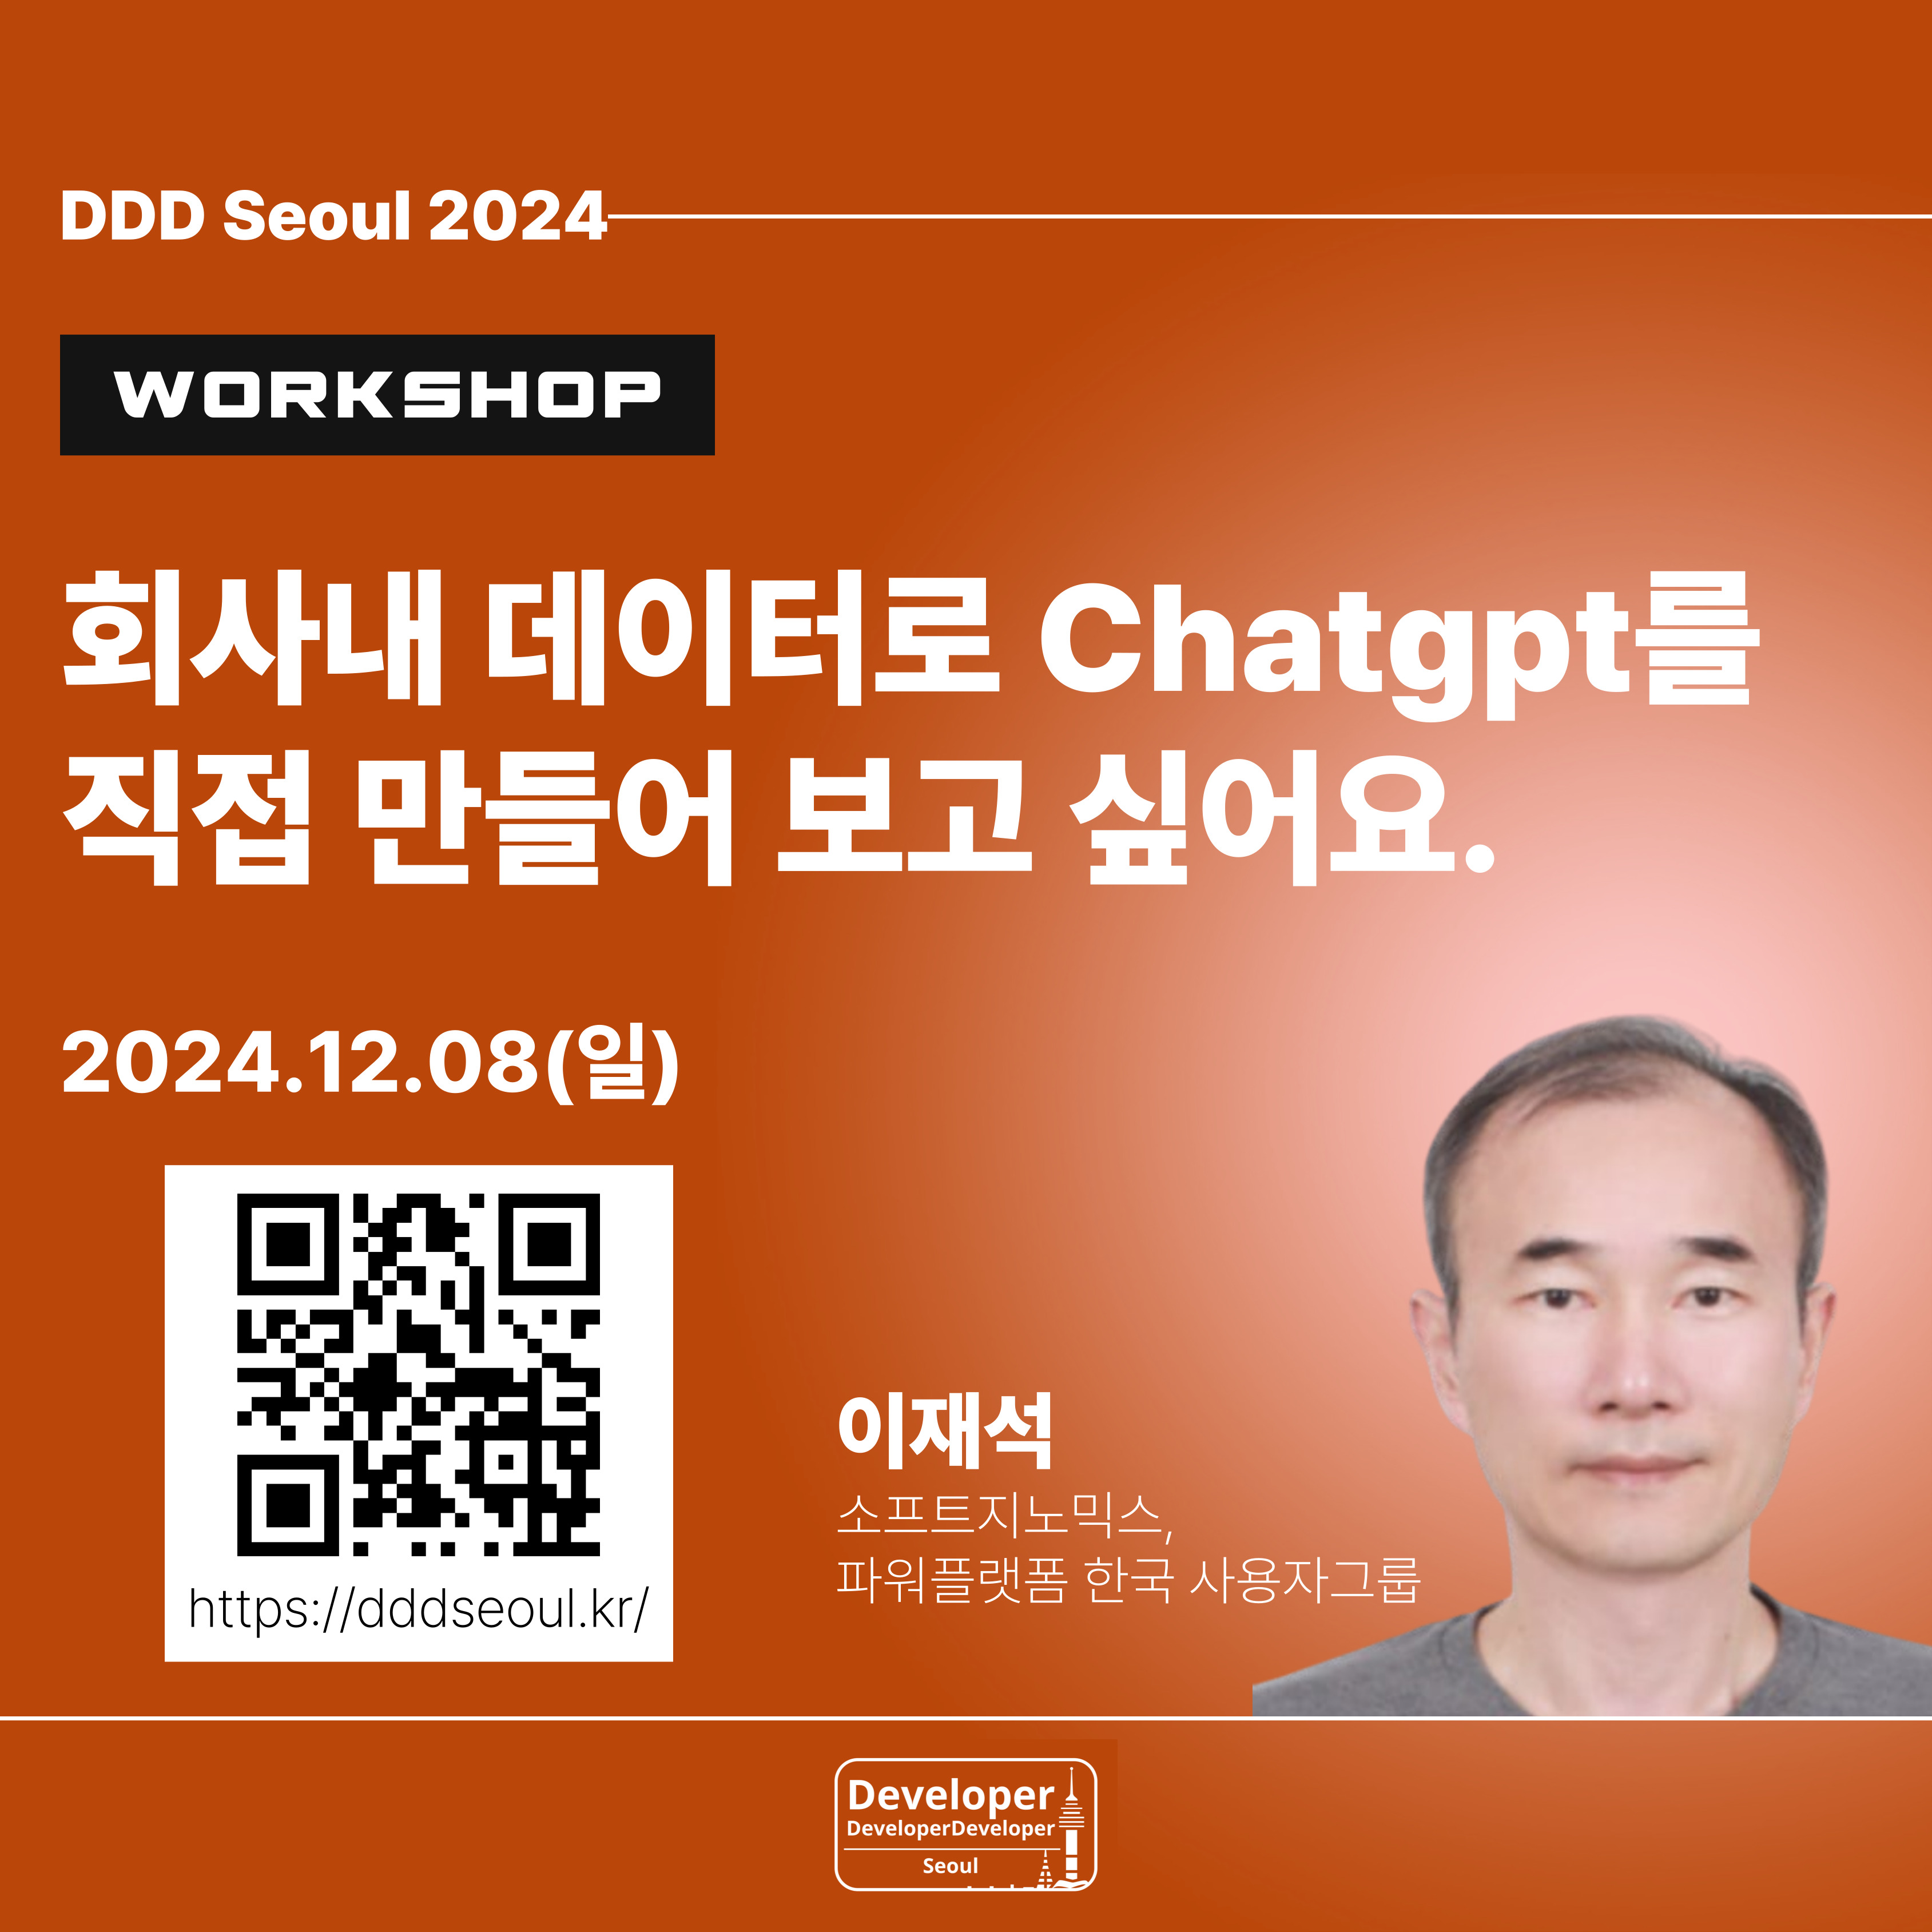 DDD Seoul 2024
WORKSHOP
회사내 데이터로 Chatgpt를
직접 만들어 보고 싶어요.
2024.12.08(일)
https://dddseoul.kr/
이재석
소프트지노믹스,
파워플랫폼 한국 사용자그룹
Developer
DeveloperDeveloper
Seoul